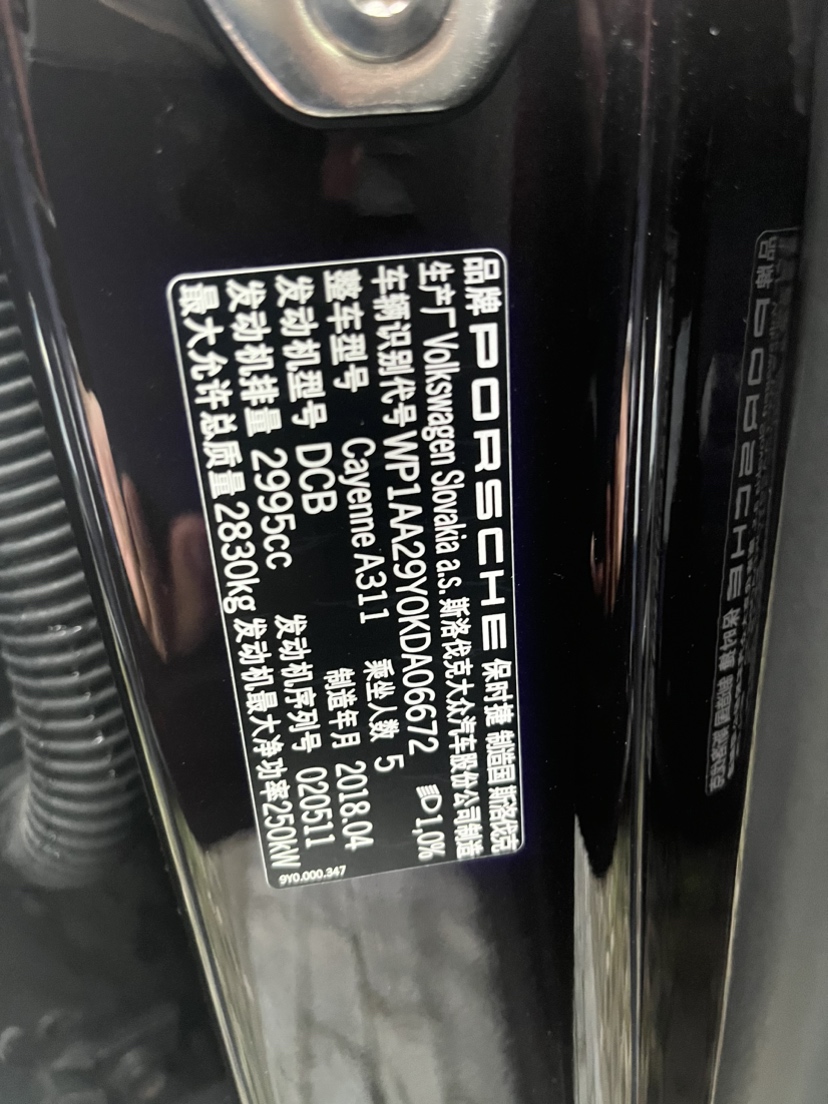 品牌 PORSCHE 保时捷 制造国 斯洛伐克
生产厂 Volkswagen Slovakia a.s. 斯洛伐克大众汽车股份公司制造
车辆识别代号 WP1AA29Y0KDA06672 1,0%
整车型号 Cayenne A311 乘坐人数 5
发动机型号 DCB 制造年月 2018.04
发动机排量 2995cc 发动机序列号 020511
最大允许总质量 2830kg 发动机最大净功率250kW
9Y0.000.347